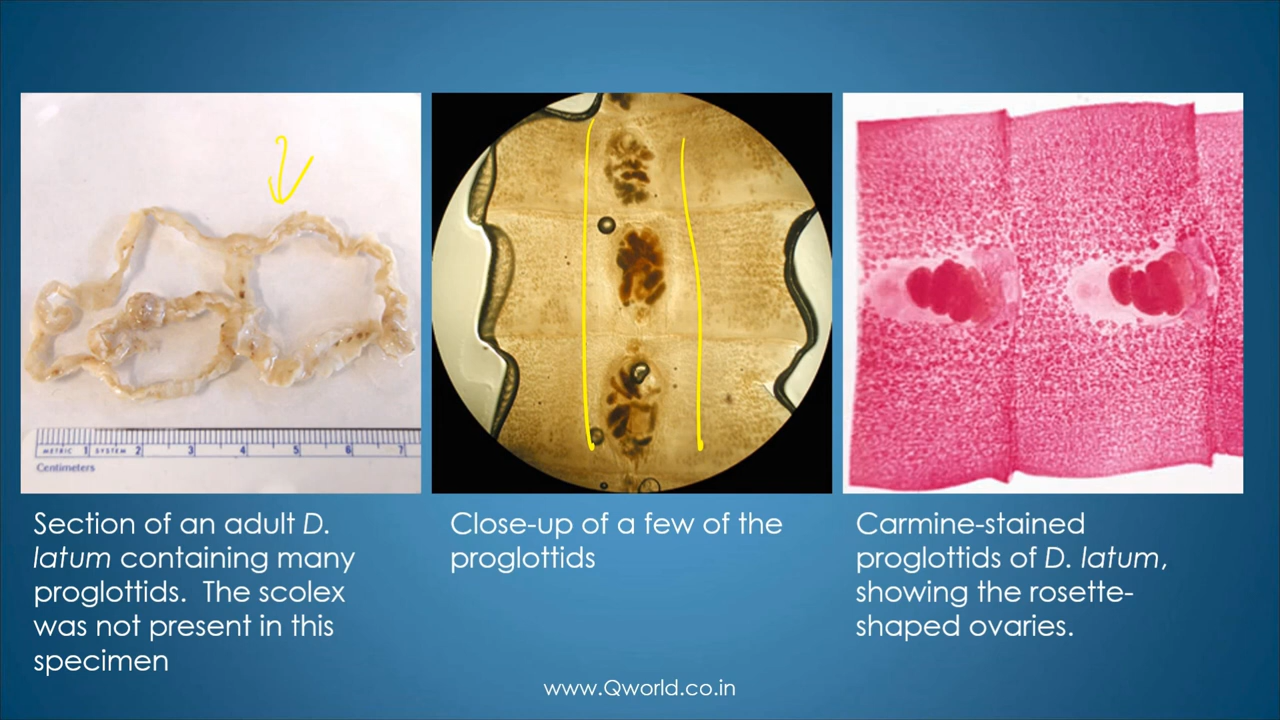 METRIC 1 SYSTEM 2 3 4 5 6 7
Centimeters
Section of an adult D.
latum containing many
proglottids. The scolex
was not present in this
specimen
Close-up of a few of the
proglottids
Carmine-stained
proglottids of D. latum,
showing the rosette-
shaped ovaries.
www.Qworld.co.in